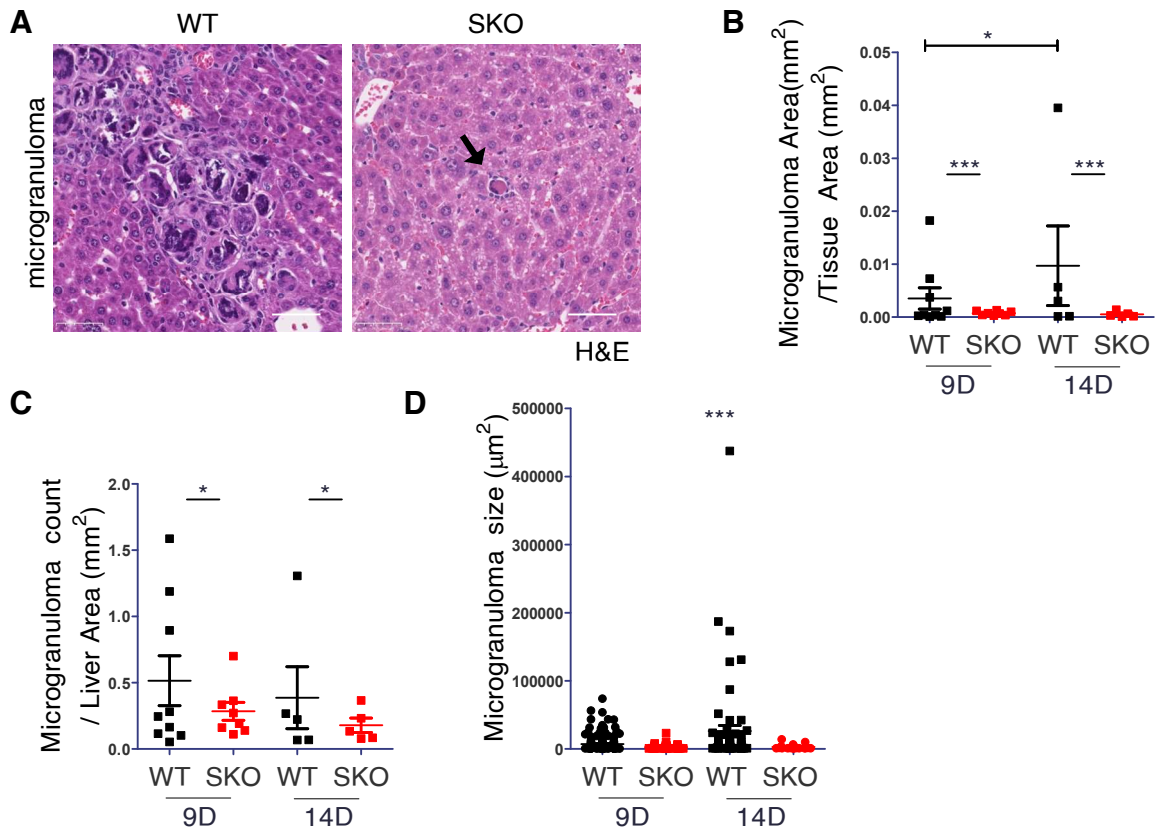 A
WT
SKO
microgranuloma
H&E
B
Microgranuloma Area(mm²)
/Tissue Area (mm²)
0.05
0.04
0.03
0.02
0.01
0.00
*
***
***
WT
SKO
WT
SKO
9D
14D
C
Microgranuloma count
/ Liver Area (mm²)
2.0
1.5
1.0
0.5
0.0
*
*
WT
SKO
WT
SKO
9D
14D
D
Microgranuloma size (μm²)
500000
400000
300000
200000
100000
0
***
WT
SKO
WT
SKO
9D
14D